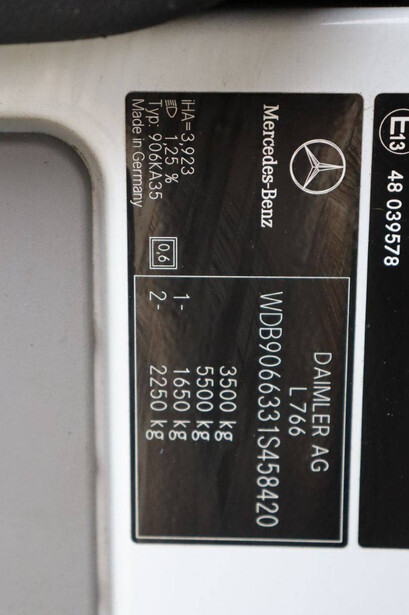 Mercedes-Benz
iHA=3,923
1,25 %
Typ: 906KA35
Made in Germany
0,6
DAIMLER AG
L 766
WDB9066331S458420
3500 kg
5500 kg
1- 1650 kg
2- 2250 kg
E13
48 039578